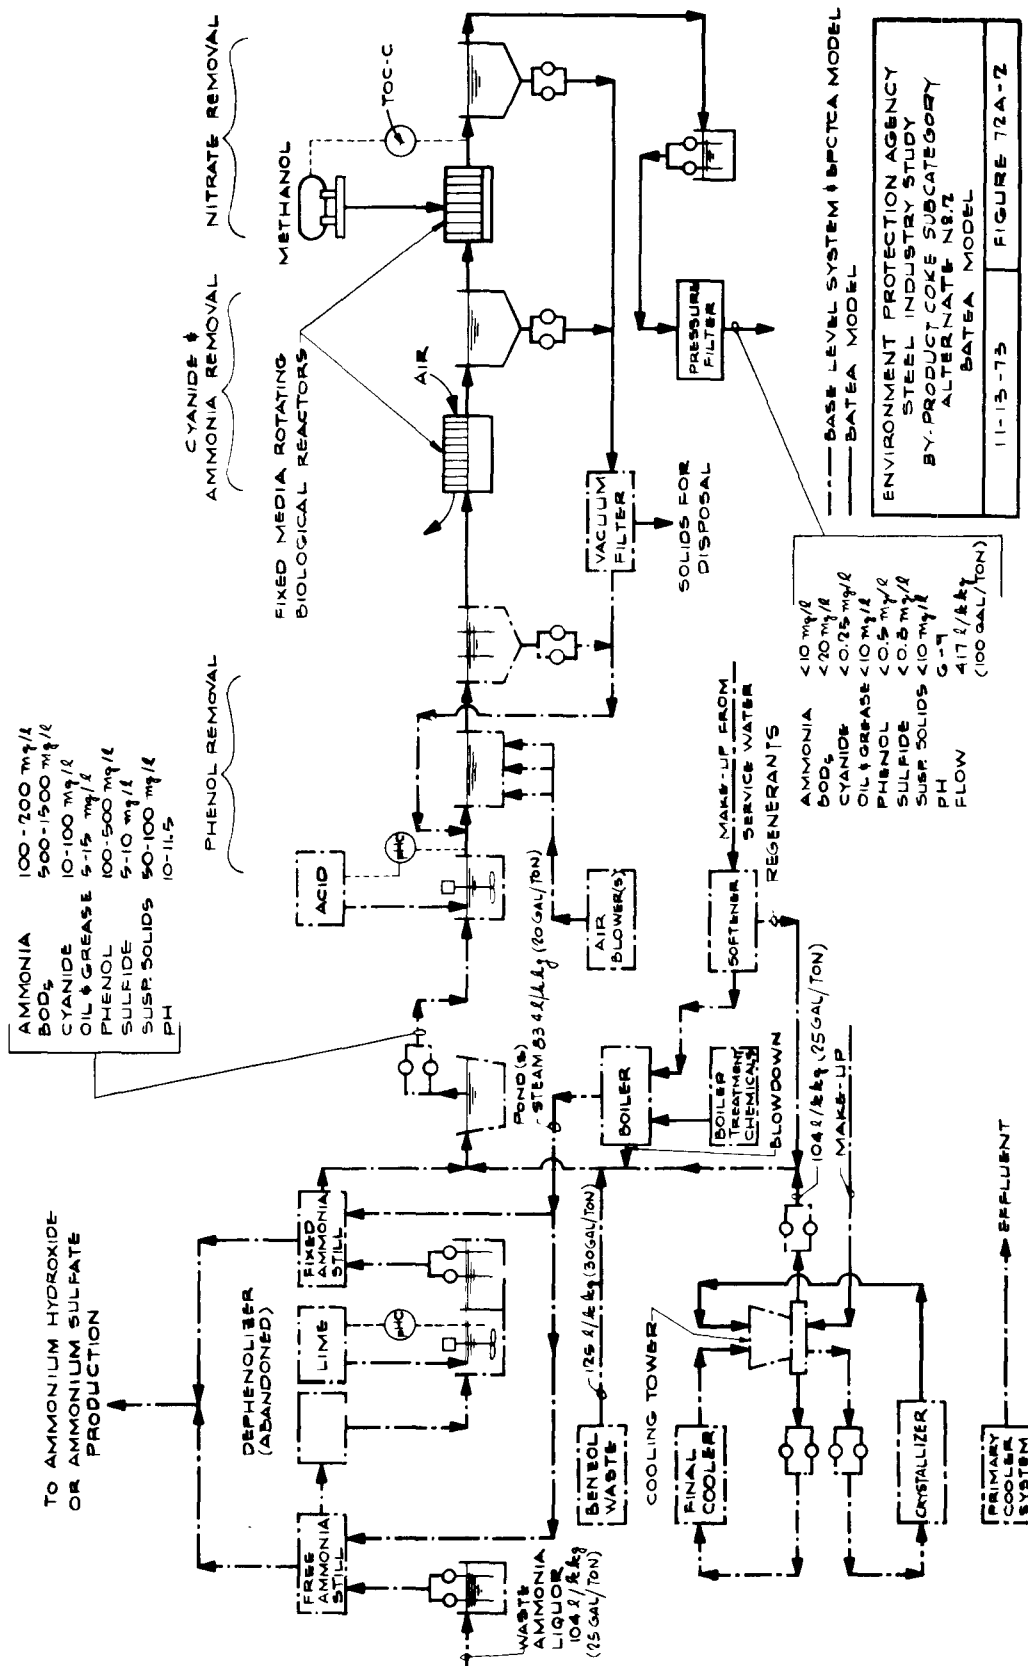 TO AMMONIUM HYDROXIDE
OR AMMONIUM SULFATE
PRODUCTION
FREE
AMMONIA
STILL
DEPHENOLIZER
(ABANDONED)
LIME
pHC
FIXED
AMMONIA
STILL
WASTE
AMMONIA
LIQUOR
104 l/kkg
(25 GAL/TON)
AMMONIA 100-200 mg/l
BOD5 500-1500 mg/l
CYANIDE 10-100 mg/l
OIL & GREASE 5-15 mg/l
PHENOL 100-500 mg/l
SULFIDE 5-10 mg/l
SUSP. SOLIDS 50-100 mg/l
PH 10-11.5
POND(S)
STEAM 83.4 l/kkg (20 GAL/TON)
ACID
pHC
PHENOL REMOVAL
CYANIDE &
AMMONIA REMOVAL
NITRATE REMOVAL
FIXED MEDIA ROTATING
BIOLOGICAL REACTORS
AIR
METHANOL
TOC-C
AIR
BLOWER(S)
VACUUM
FILTER
SOLIDS FOR
DISPOSAL
PRESSURE
FILTER
BENZOL
WASTE
125 l/kkg (30 GAL/TON)
BOILER
BOILER
TREATMENT
CHEMICALS
BLOWDOWN
SOFTENER
MAKE-UP FROM
SERVICE WATER
REGENERANTS
COOLING TOWER
FINAL
COOLER
104 l/kkg (25 GAL/TON)
MAKE-UP
CRYSTALLIZER
PRIMARY
COOLER
SYSTEM
EFFLUENT
AMMONIA <10 mg/l
BOD5 <20 mg/l
CYANIDE <0.25 mg/l
OIL & GREASE <10 mg/l
PHENOL <0.5 mg/l
SULFIDE <0.3 mg/l
SUSP. SOLIDS <10 mg/l
PH 6-9
FLOW 417 l/kkg
(100 GAL/TON)
BASE LEVEL SYSTEM & BPCTCA MODEL
BATEA MODEL
ENVIRONMENT PROTECTION AGENCY
STEEL INDUSTRY STUDY
BY-PRODUCT COKE SUBCATEGORY
ALTERNATE Nº.2
BATEA MODEL
11-13-73
FIGURE 72A-2